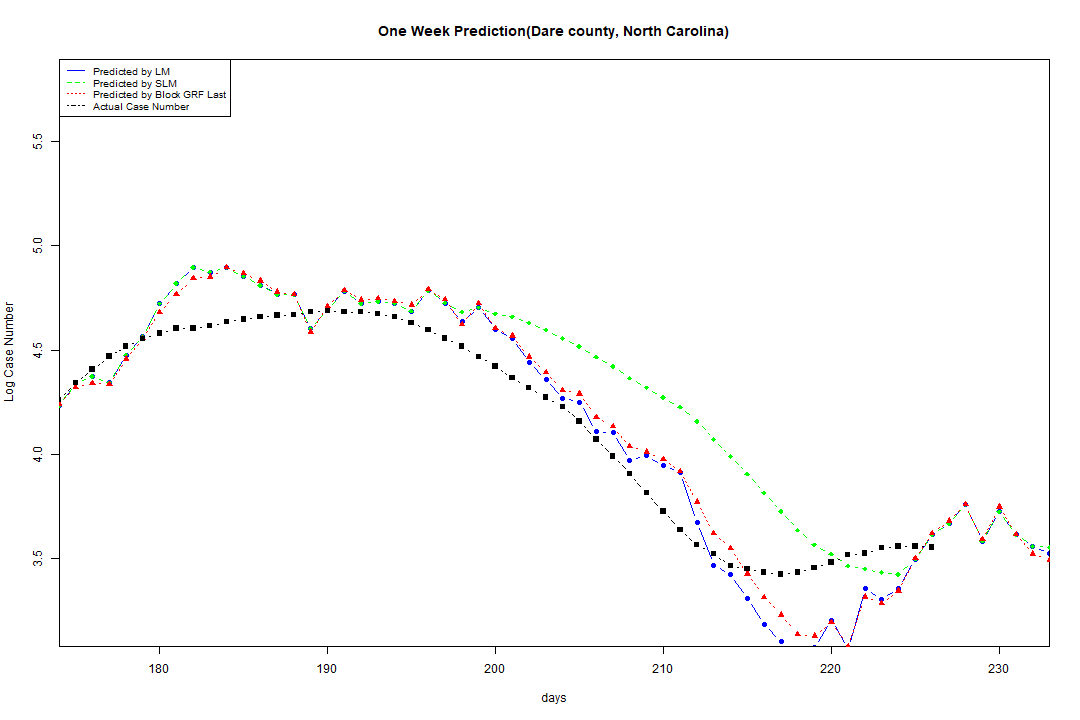 One Week Prediction(Dare county, North Carolina)
Predicted by LM
Predicted by SLM
Predicted by Block GRF Last
Actual Case Number
5.5
5.0
4.5
4.0
3.5
Log Case Number
180 190 200 210 220 230
days